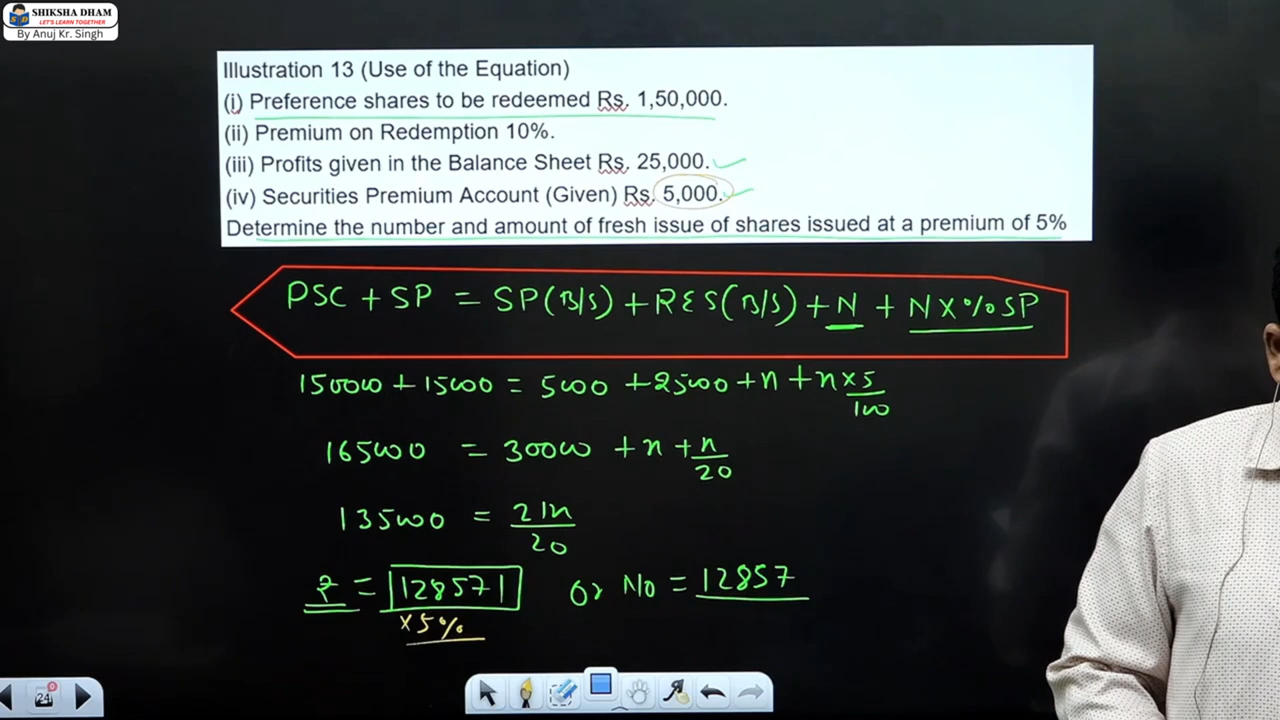 SHIKSHA DHAM
LET'S LEARN TOGETHER
By Anuj Kr. Singh
Illustration 13 (Use of the Equation)
(i) Preference shares to be redeemed Rs. 1,50,000.
(ii) Premium on Redemption 10%.
(iii) Profits given in the Balance Sheet Rs. 25,000.
(iv) Securities Premium Account (Given) Rs. 5,000.
Determine the number and amount of fresh issue of shares issued at a premium of 5%
PSC + SP = SP(B/S) + RES(B/S) + N + N X % SP
150000 + 15000 = 5000 + 25000 + n + n x 5/100
165000 = 30000 + n + n/20
135000 = 21n/20
₹ = 128571 or No = 12857
x 5%
24
0